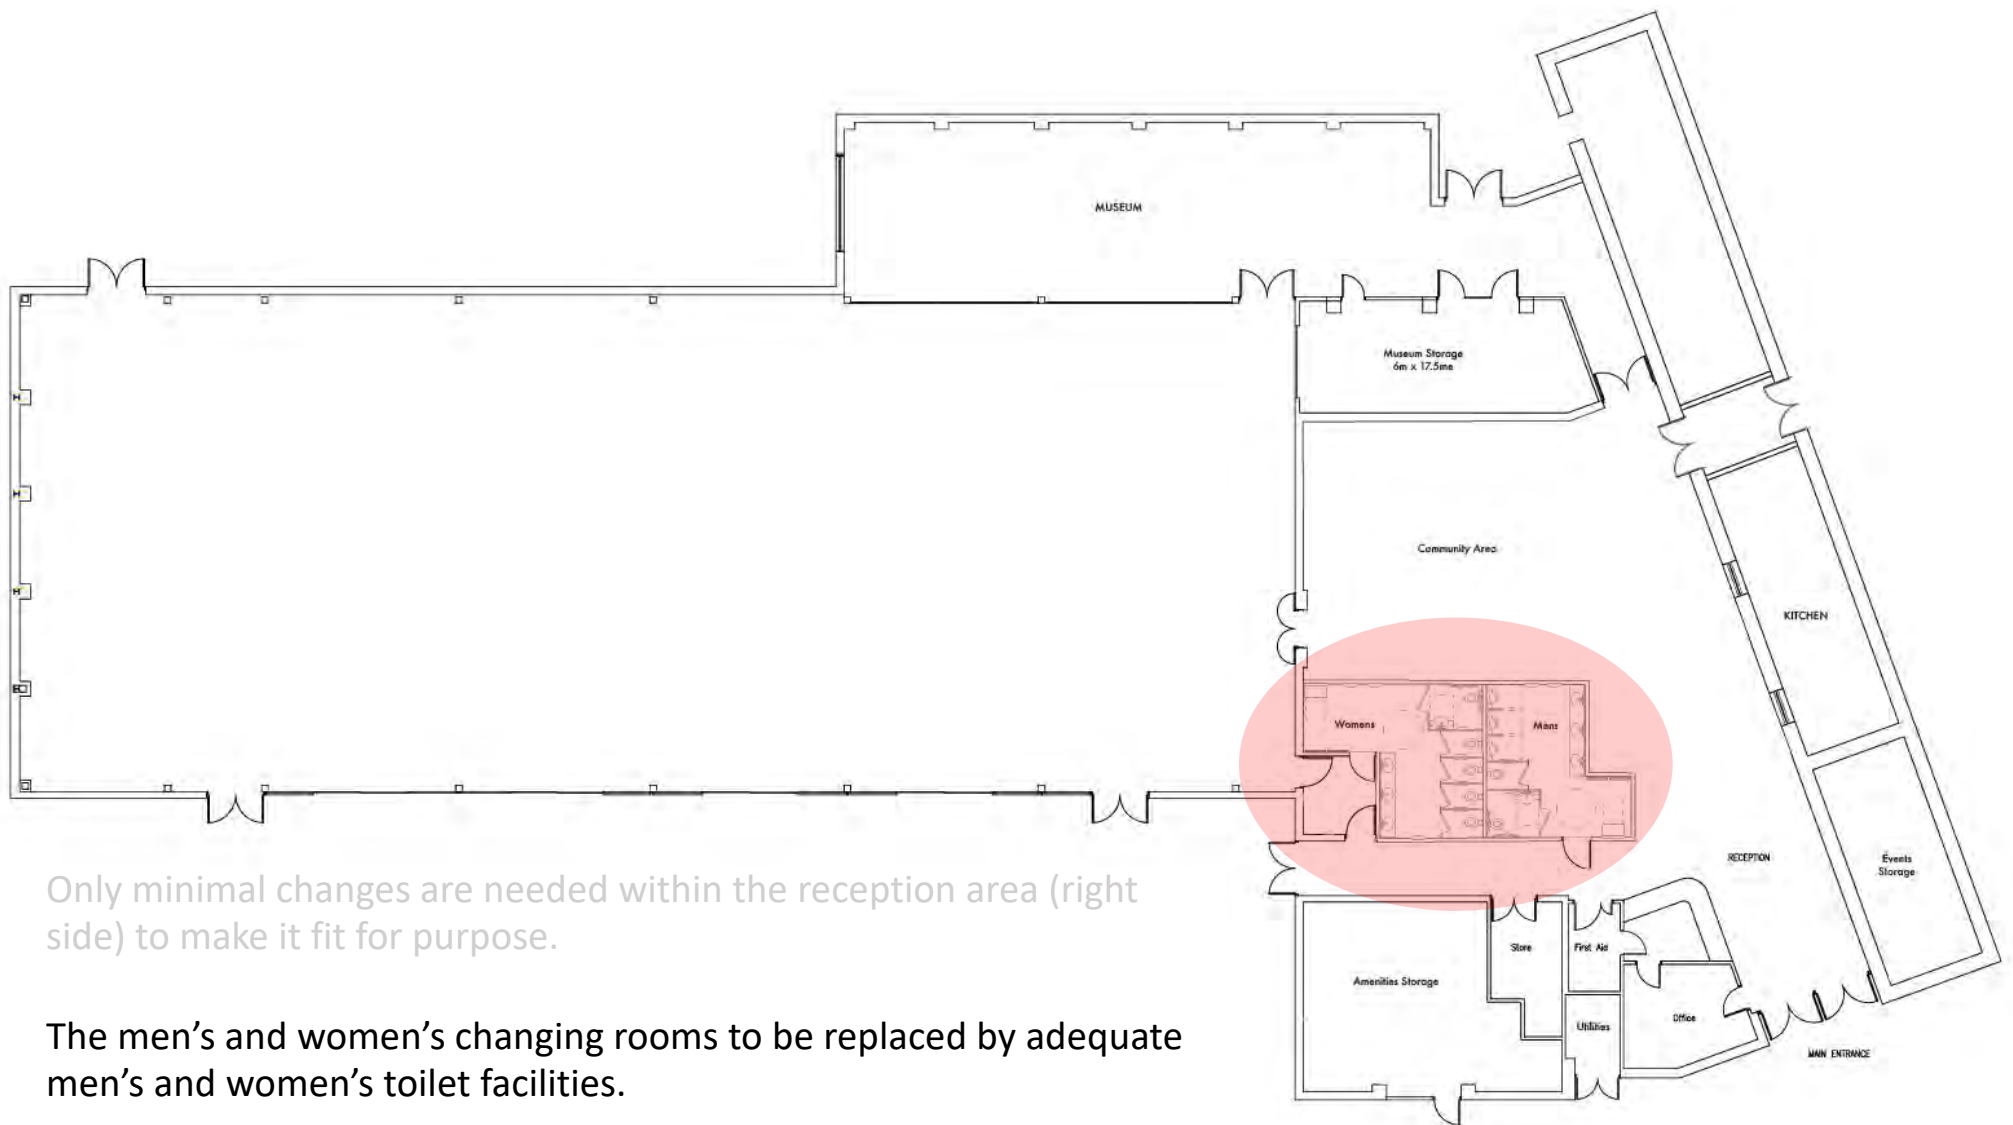 MUSEUM
Museum Storage
6m x 17.5me
Community Area
KITCHEN
Womens
Mens
RECEPTION
Events
Storage
Only minimal changes are needed within the reception area (right
side) to make it fit for purpose.
Store
First Aid
Amenities Storage
Utilities
Office
MAIN ENTRANCE
The men’s and women’s changing rooms to be replaced by adequate
men’s and women’s toilet facilities.